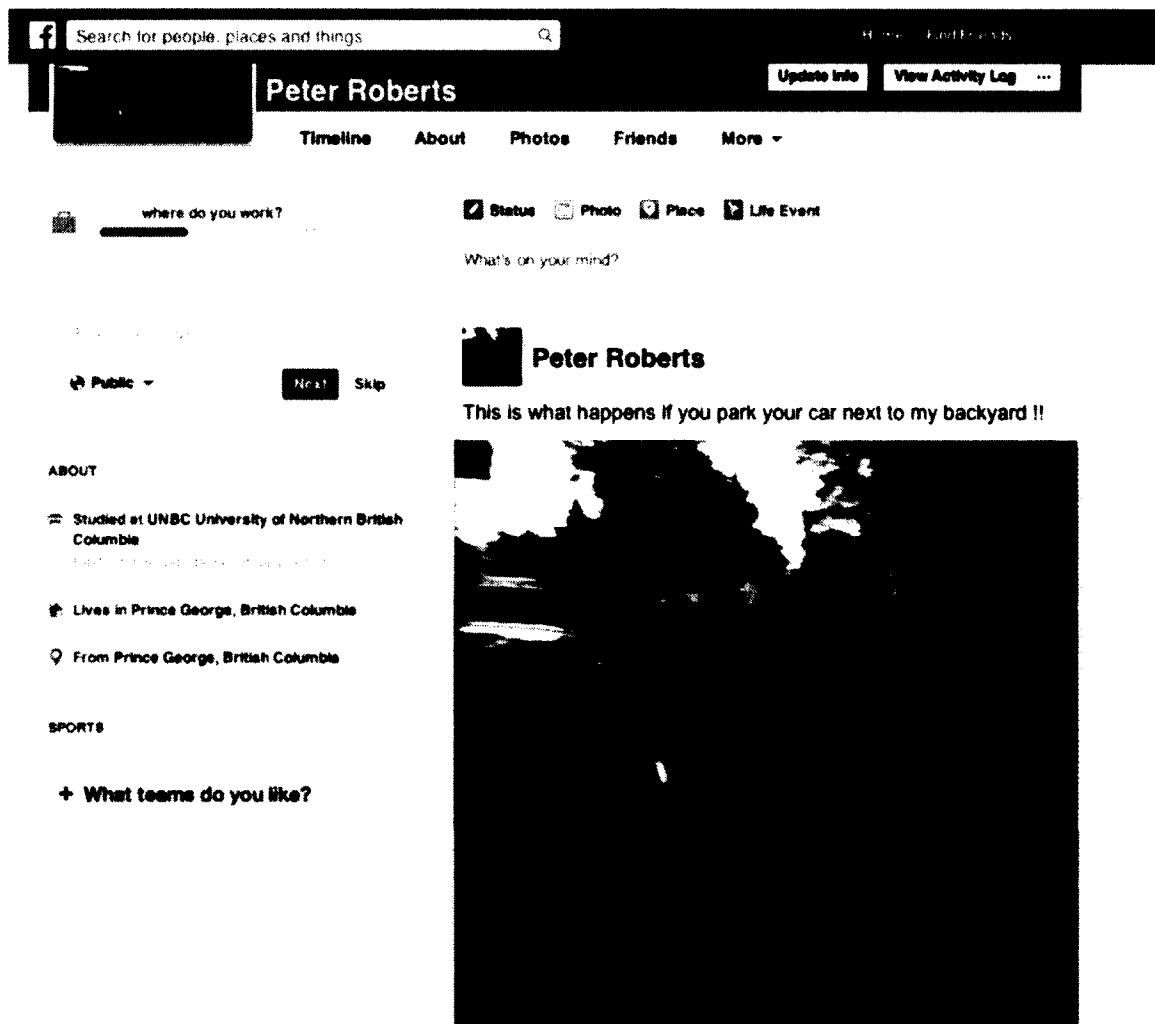 f
Search for people, places and things
Home Find Friends
Peter Roberts
Update Info
View Activity Log ...
Timeline About Photos Friends More
where do you work?
Status Photo Place Life Event
What's on your mind?
Peter Roberts
Public
Next Skip
This is what happens if you park your car next to my backyard !!
ABOUT
Studied at UNBC University of Northern British
Columbia
Lives in Prince George, British Columbia
From Prince George, British Columbia
SPORTS
+ What teams do you like?